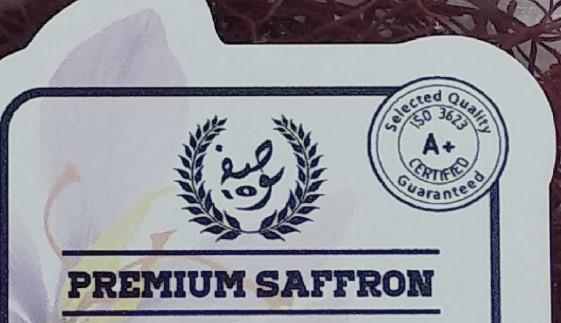 Selected Quality
ISO 3623
A+
CERTIFIED
Guaranteed
PREMIUM SAFFRON